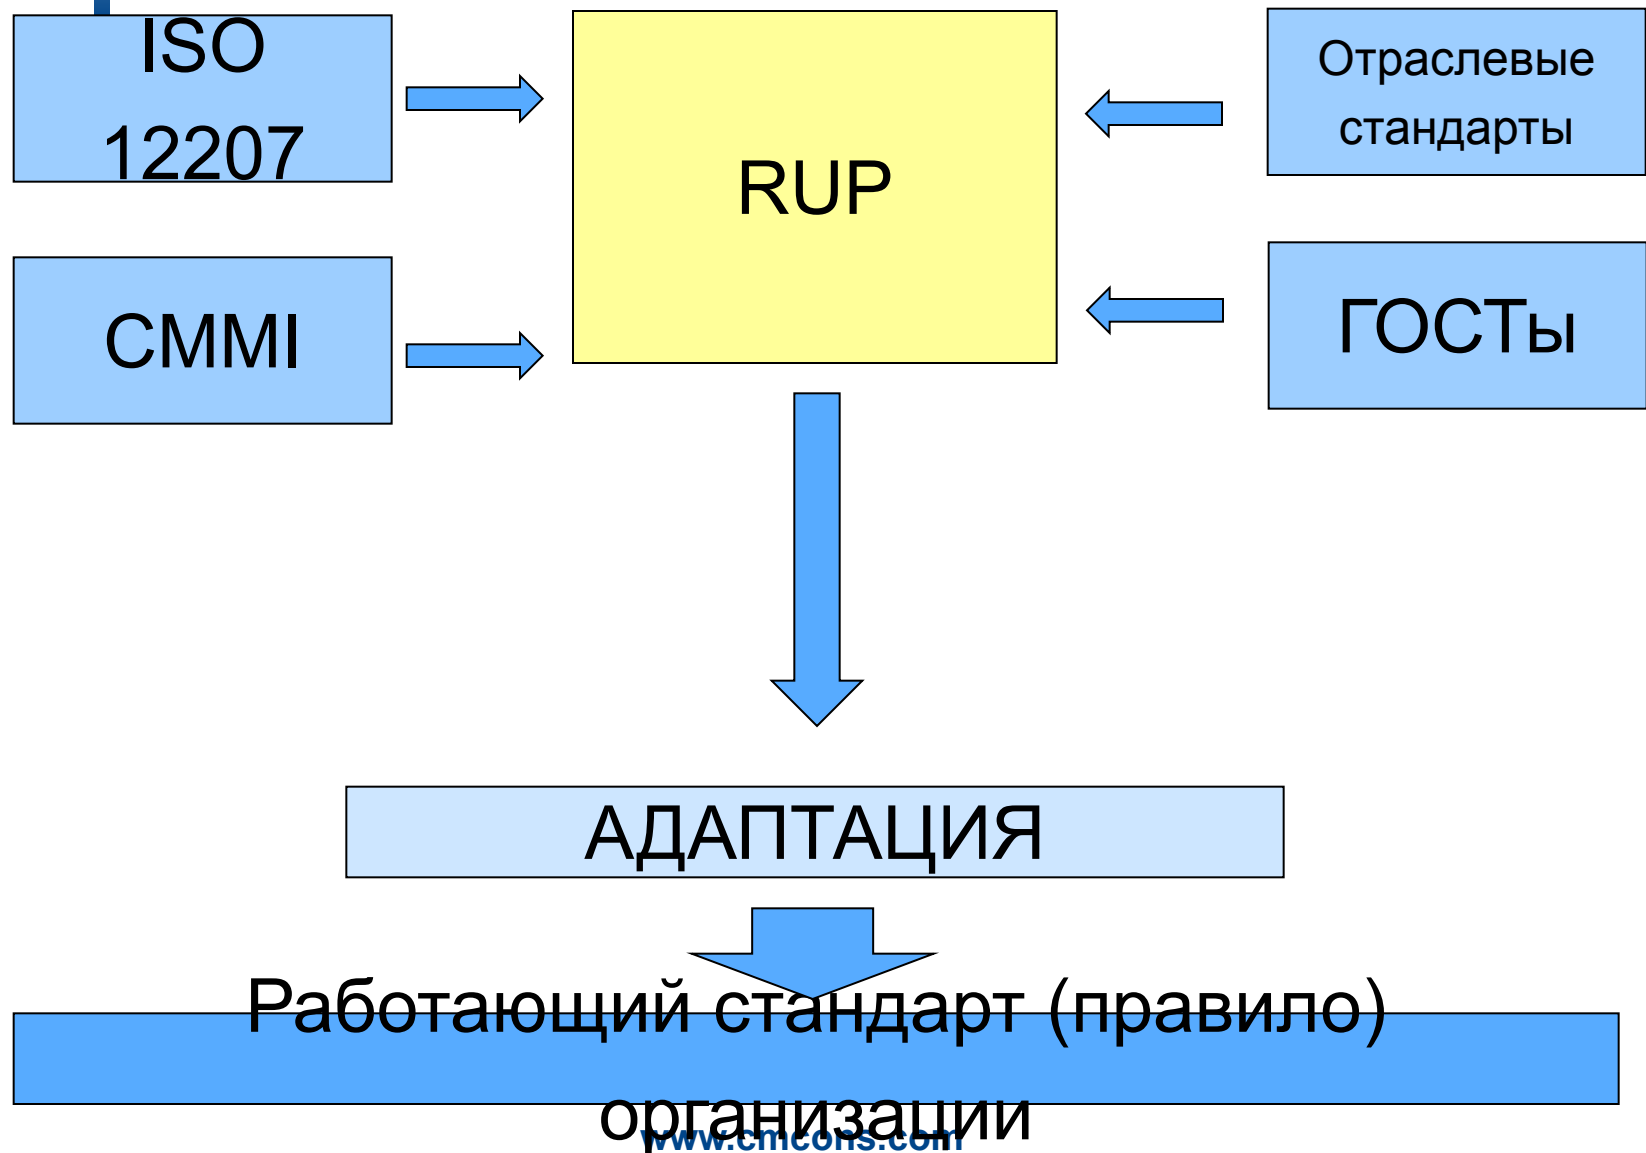 ISO
12207
RUP
Отраслевые
стандарты
CMMI
ГОСТы
АДАПТАЦИЯ
Работающий стандарт (правило)
организации
www.cmcons.com